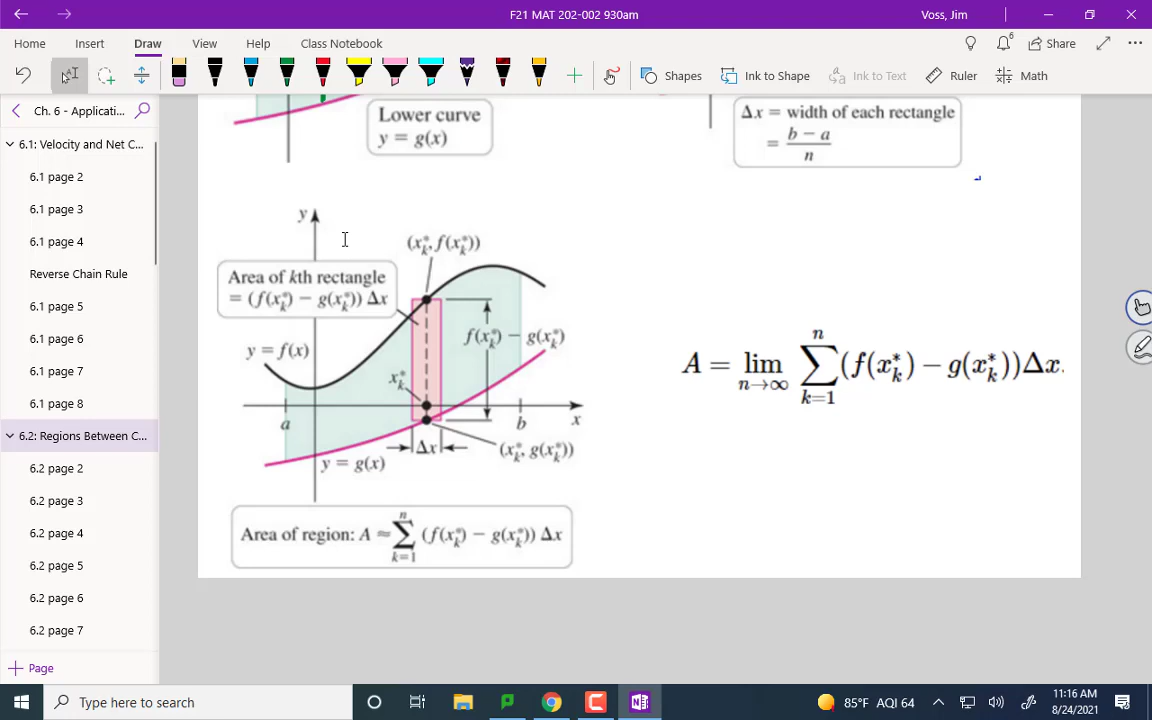 F21 MAT 202-002 930am
Voss, Jim
Home Insert Draw View Help Class Notebook
6
Share
Shapes
Ink to Shape
Ink to Text
Ruler
Math
Ch. 6 - Applicati...
6.1: Velocity and Net C...
6.1 page 2
6.1 page 3
6.1 page 4
Reverse Chain Rule
6.1 page 5
6.1 page 6
6.1 page 7
6.1 page 8
6.2: Regions Between C...
6.2 page 2
6.2 page 3
6.2 page 4
6.2 page 5
6.2 page 6
6.2 page 7
Page
Lower curve
y = g(x)
Δx = width of each rectangle
= b − a / n
y
(x*k, f(x*k))
Area of kth rectangle
= (f(x*k) − g(x*k)) Δx
y = f(x)
f(x*k) − g(x*k)
x*k
a
b
x
Δx
(x*k, g(x*k))
y = g(x)
Area of region: A ≈ n ∑ k=1 (f(x*k) − g(x*k)) Δx
A = lim n→∞ n ∑ k=1 (f(x*k) − g(x*k))Δx.
Type here to search
85°F AQI 64
11:16 AM
8/24/2021